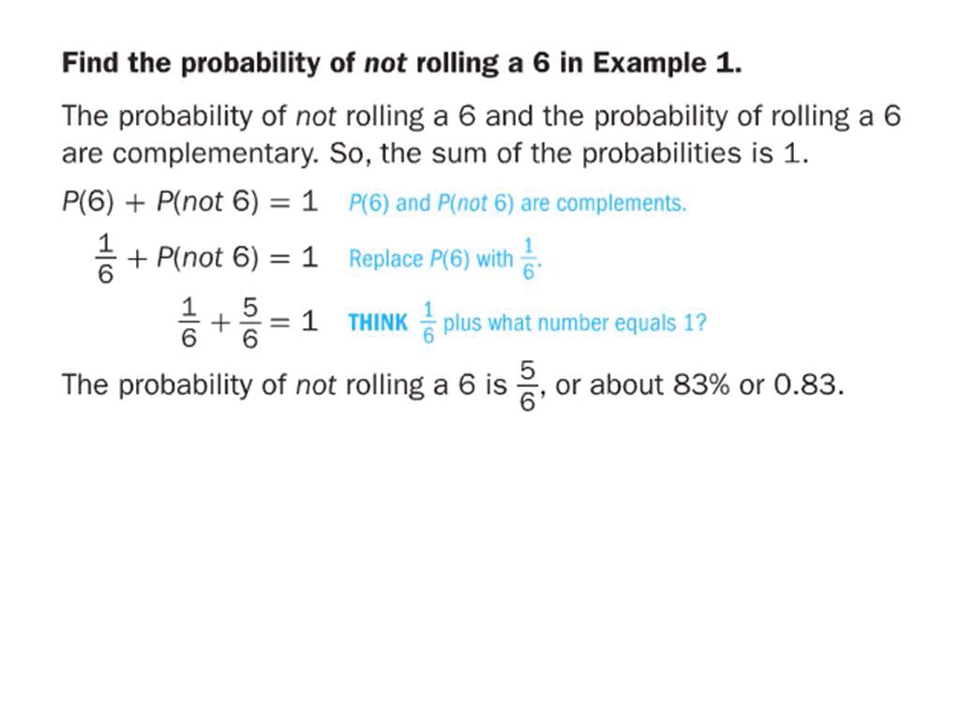 Find the probability of not rolling a 6 in Example 1.
The probability of not rolling a 6 and the probability of rolling a 6
are complementary. So, the sum of the probabilities is 1.
P(6) + P(not 6) = 1 P(6) and P(not 6) are complements.
1/6 + P(not 6) = 1 Replace P(6) with 1/6.
1/6 + 5/6 = 1 THINK 1/6 plus what number equals 1?
The probability of not rolling a 6 is 5/6, or about 83% or 0.83.